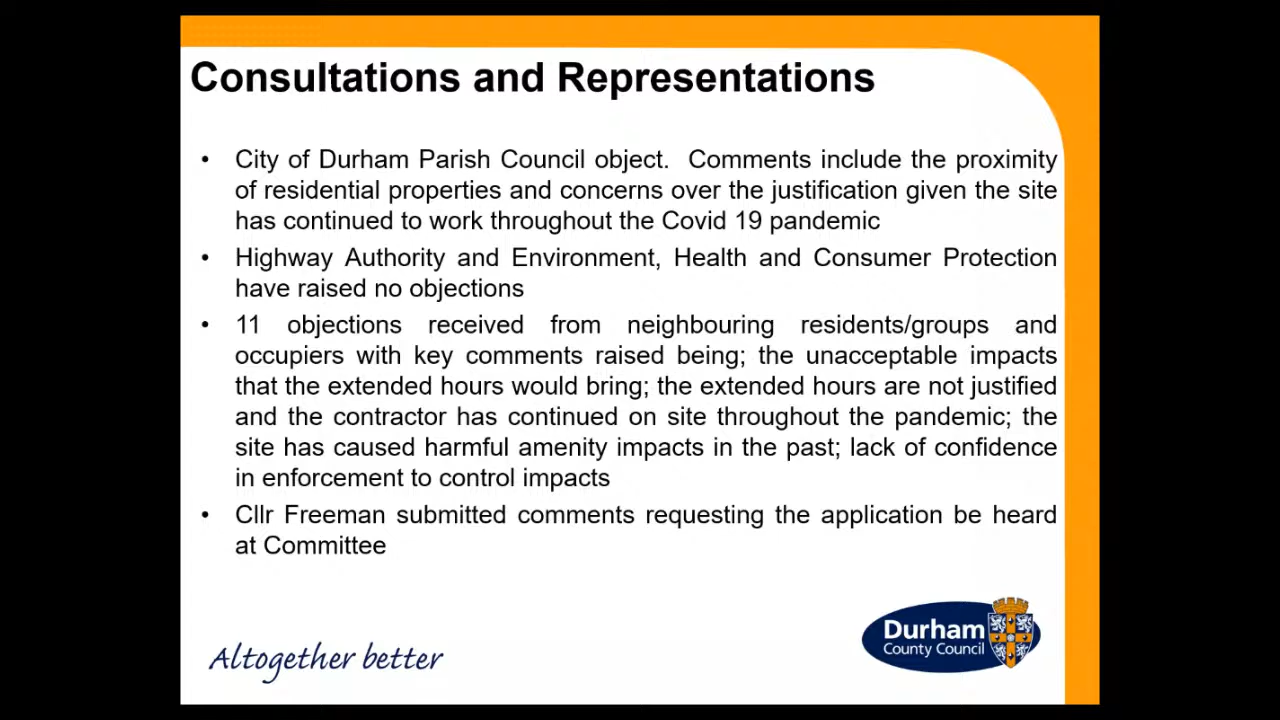 Consultations and Representations
• City of Durham Parish Council object. Comments include the proximity
of residential properties and concerns over the justification given the site
has continued to work throughout the Covid 19 pandemic
• Highway Authority and Environment, Health and Consumer Protection
have raised no objections
• 11 objections received from neighbouring residents/groups and
occupiers with key comments raised being; the unacceptable impacts
that the extended hours would bring; the extended hours are not justified
and the contractor has continued on site throughout the pandemic; the
site has caused harmful amenity impacts in the past; lack of confidence
in enforcement to control impacts
• Cllr Freeman submitted comments requesting the application be heard
at Committee
Altogether better
Durham
County Council